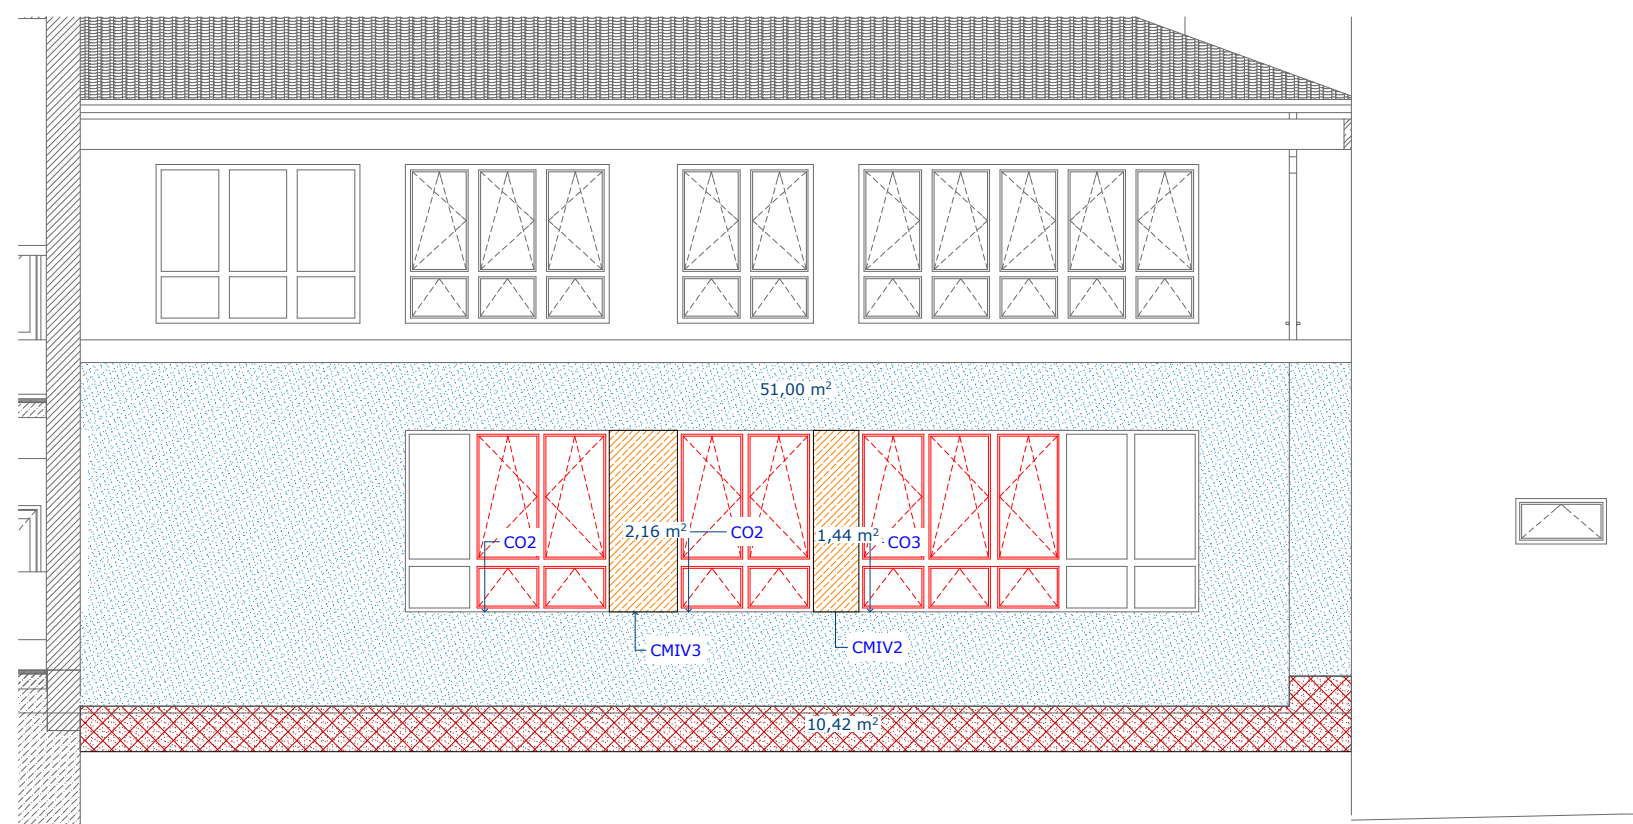 51,00 m²
2,16 m²
CO2
1,44 m²
CO2
CO3
CMIV3
CMIV2
10,42 m²